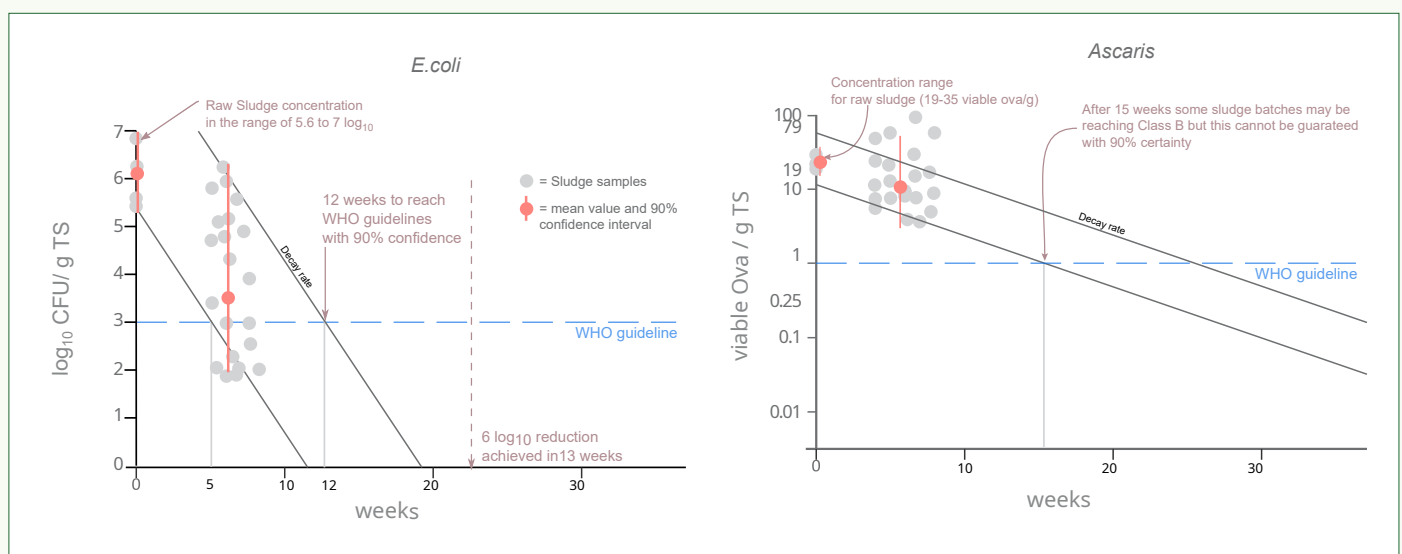 E.coli
Raw Sludge concentration
in the range of 5.6 to 7 log10
7
6
5
4
3
2
1
0
log10 CFU/ g TS
12 weeks to reach
WHO guidelines
with 90% confidence
= Sludge samples
= mean value and 90%
confidence interval
Decay rate
WHO guideline
6 log10 reduction
achieved in13 weeks
0
5
10
12
20
30
weeks
Ascaris
Concentration range
for raw sludge (19-35 viable ova/g)
After 15 weeks some sludge batches may be
reaching Class B but this cannot be guarateed
with 90% certainty
100
79
19
10
1
0.25
0.1
0.01
viable Ova / g TS
Decay rate
WHO guideline
0
10
20
30
weeks